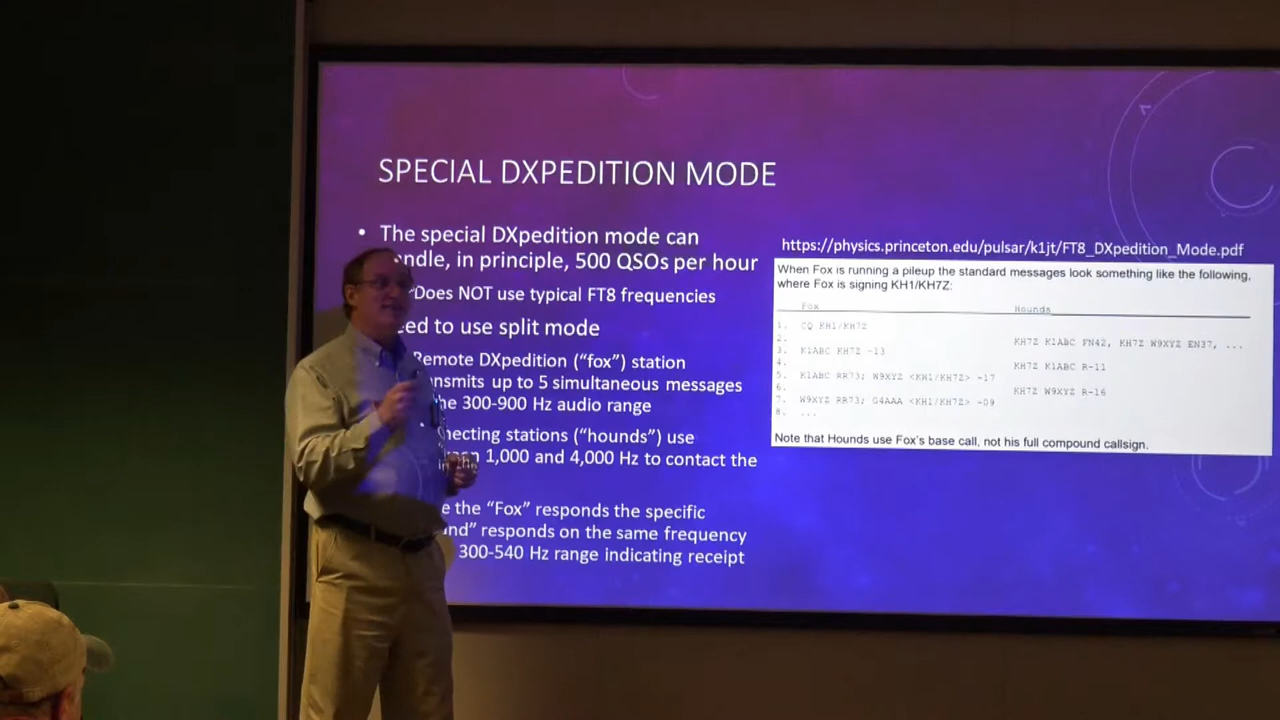 SPECIAL DXPEDITION MODE
• The special DXpedition mode can
ndle, in principle, 500 QSOs per hour
Does NOT use typical FT8 frequencies
ed to use split mode
Remote DXpedition (“fox”) station
nsmits up to 5 simultaneous messages
he 300-900 Hz audio range
necting stations (“hounds”) use
1,000 and 4,000 Hz to contact the
e the “Fox” responds the specific
nd” responds on the same frequency
300-540 Hz range indicating receipt
https://physics.princeton.edu/pulsar/k1jt/FT8_DXpedition_Mode.pdf
When Fox is running a pileup the standard messages look something like the following,
where Fox is signing KH1/KH7Z:
Fox Hounds
1. CQ KH1/KH7Z
2. KH7Z K1ABC FN42, KH7Z W9XYZ EN37, ...
3. K1ABC KH7Z -13
4. KH7Z K1ABC R-11
5. K1ABC RR73; W9XYZ <KH1/KH7Z> -17
6. KH7Z W9XYZ R-16
7. W9XYZ RR73; G4AAA <KH1/KH7Z> -09
8. ...
Note that Hounds use Fox's base call, not his full compound callsign.